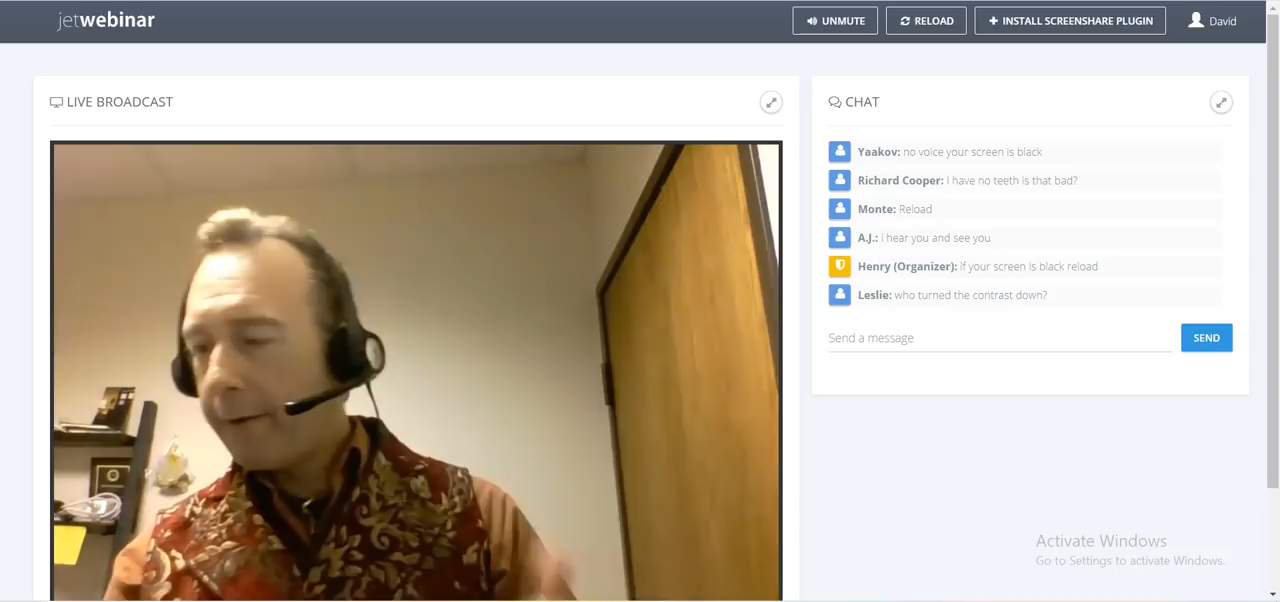 jetwebinar
UNMUTE
RELOAD
INSTALL SCREENSHARE PLUGIN
David
LIVE BROADCAST
CHAT
Yaakov: no voice your screen is black
Richard Cooper: I have no teeth is that bad?
Monte: Reload
A.J.: i hear you and see you
Henry (Organizer): if your screen is black reload
Leslie: who turned the contrast down?
Send a message
SEND
Activate Windows
Go to Settings to activate Windows.